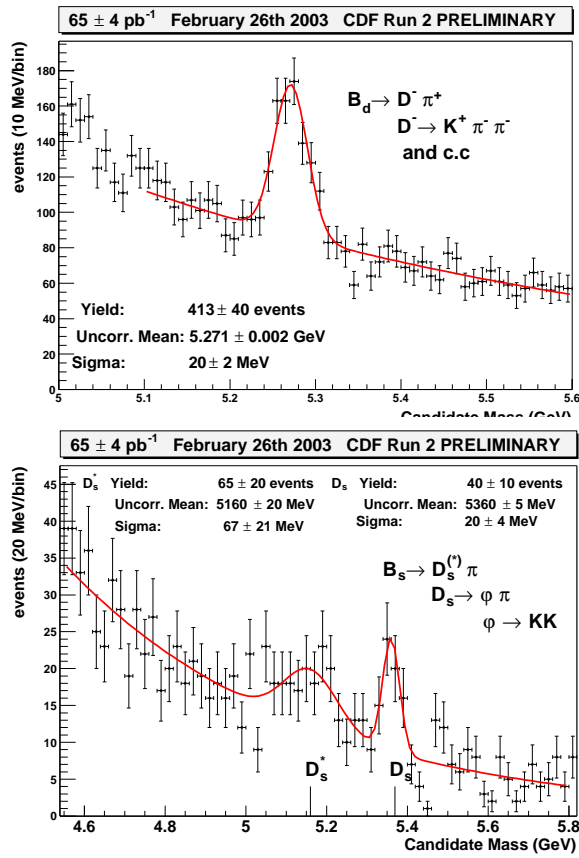 65 ± 4 pb⁻¹ February 26th 2003 CDF Run 2 PRELIMINARY
events (10 MeV/bin)
180
160
140
120
100
80
60
40
20
0
B_d → D⁻ π⁺
D⁻ → K⁺ π⁻ π⁻
and c.c
Yield: 413 ± 40 events
Uncorr. Mean: 5.271 ± 0.002 GeV
Sigma: 20 ± 2 MeV
5 5.1 5.2 5.3 5.4 5.5 5.6
Candidate Mass (GeV)
65 ± 4 pb⁻¹ February 26th 2003 CDF Run 2 PRELIMINARY
events (20 MeV/bin)
45
40
35
30
25
20
15
10
5
0
D_s^* Yield: 65 ± 20 events
Uncorr. Mean: 5160 ± 20 MeV
Sigma: 67 ± 21 MeV
D_s Yield: 40 ± 10 events
Uncorr. Mean: 5360 ± 5 MeV
Sigma: 20 ± 4 MeV
B_s → D_s^(*) π
D_s → φ π
φ → KK
D_s^* D_s
4.6 4.8 5 5.2 5.4 5.6 5.8
Candidate Mass (GeV)